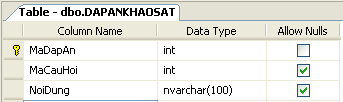 Table - dbo.DAPANKHAOSAT
Column Name Data Type Allow Nulls
MaDapAn int
MaCauHoi int
NoiDung nvarchar(100)